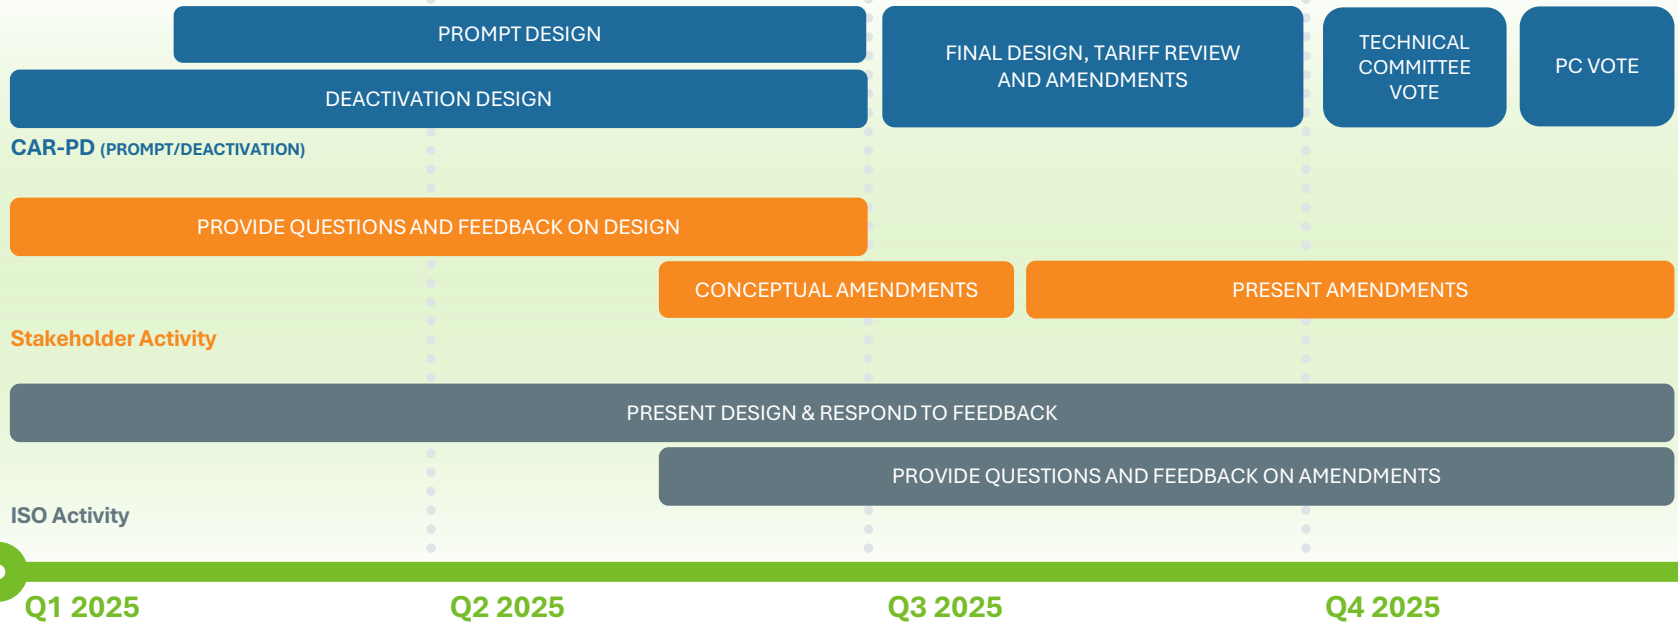 PROMPT DESIGN
DEACTIVATION DESIGN
FINAL DESIGN, TARIFF REVIEW
AND AMENDMENTS
TECHNICAL
COMMITTEE
VOTE
PC VOTE
CAR-PD (PROMPT/DEACTIVATION)
PROVIDE QUESTIONS AND FEEDBACK ON DESIGN
CONCEPTUAL AMENDMENTS
PRESENT AMENDMENTS
Stakeholder Activity
PRESENT DESIGN & RESPOND TO FEEDBACK
PROVIDE QUESTIONS AND FEEDBACK ON AMENDMENTS
ISO Activity
Q1 2025
Q2 2025
Q3 2025
Q4 2025